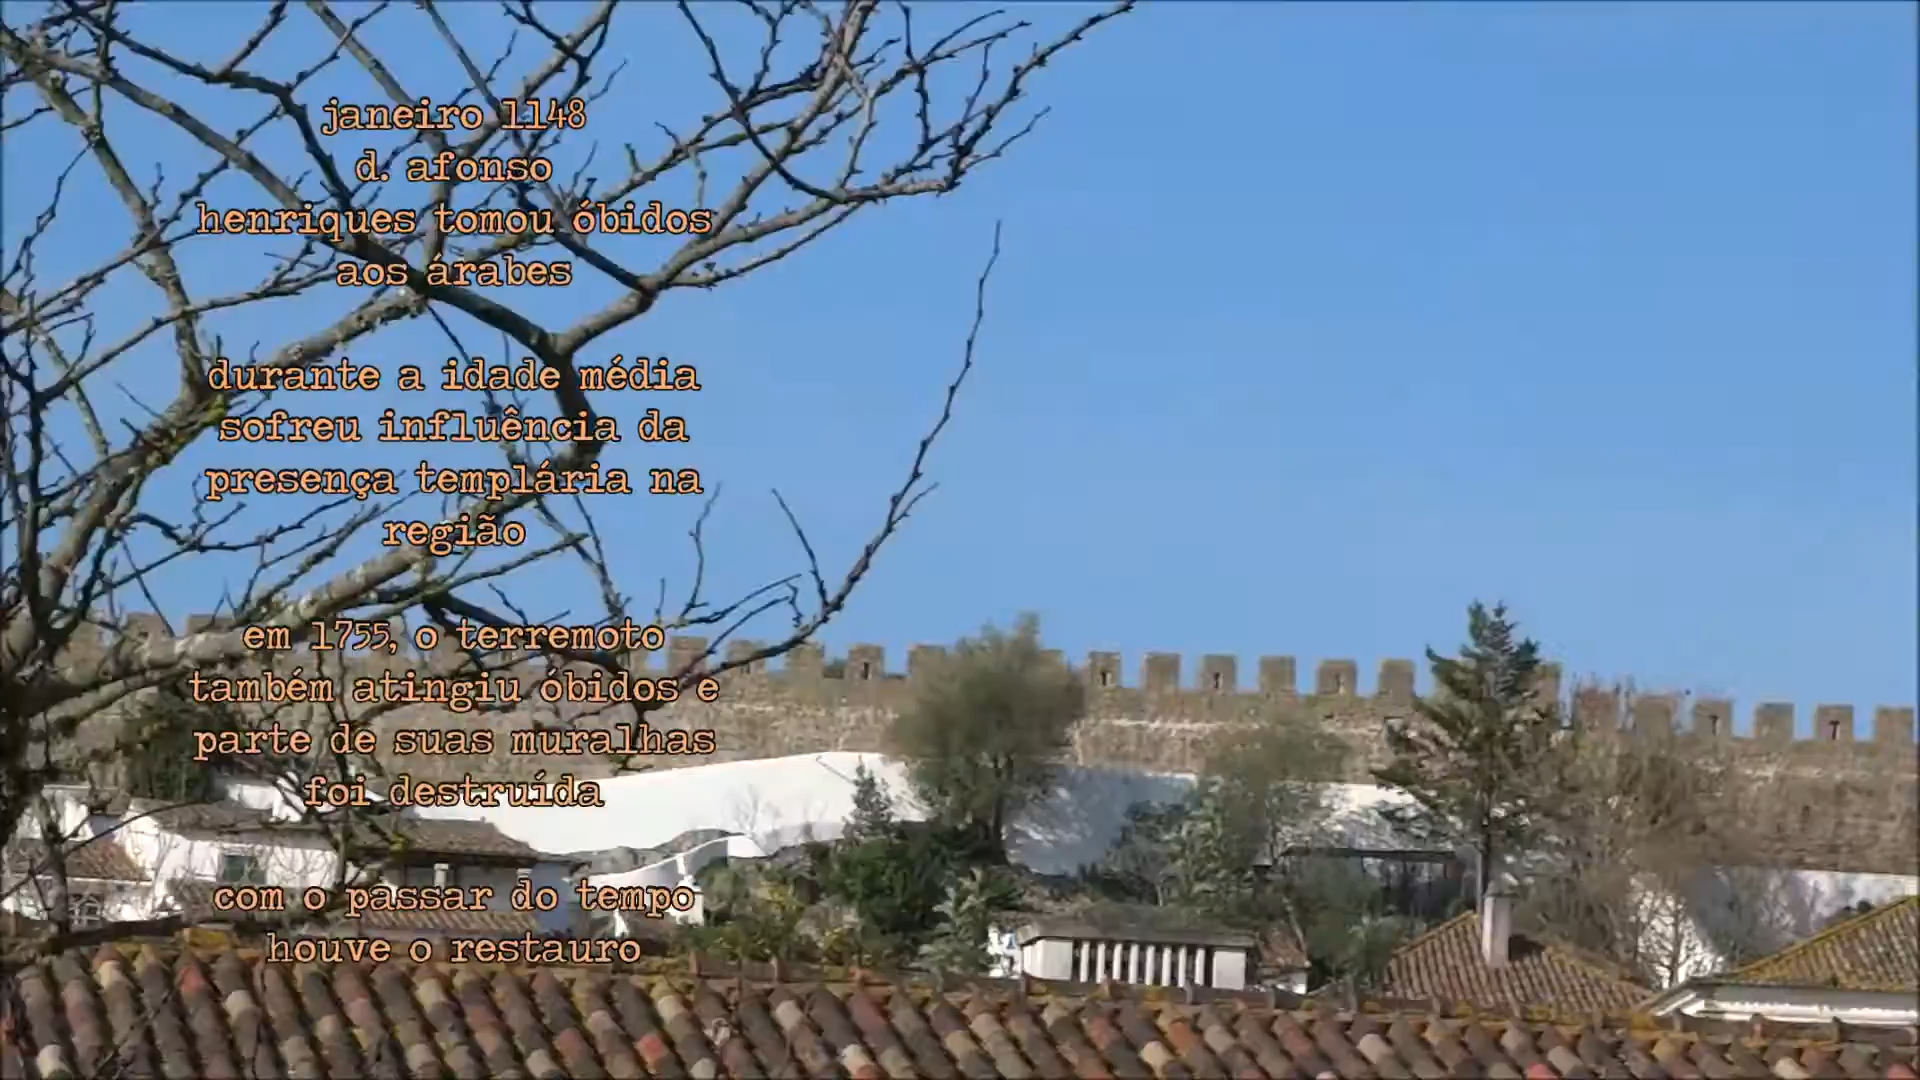 janeiro 1148
d. afonso
henriques tomou óbidos
aos árabes
durante a idade média
sofreu influência da
presença templária na
região
em 1755, o terremoto
também atingiu óbidos e
parte de suas muralhas
foi destruída
com o passar do tempo
houve o restauro